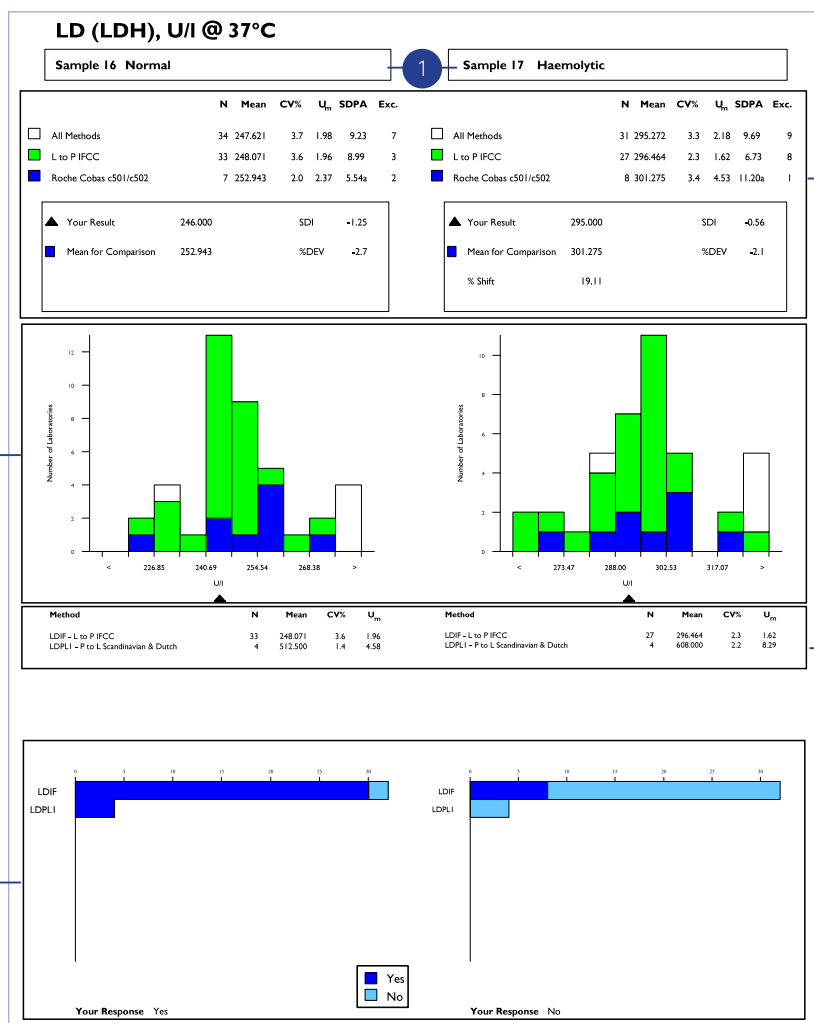 LD (LDH), U/l @ 37°C
Sample 16 Normal
1
Sample 17 Haemolytic
N Mean CV% Um SDPA Exc.
All Methods 34 247.621 3.7 1.98 9.23 7
L to P IFCC 33 248.071 3.6 1.96 8.99 3
Roche Cobas c501/c502 7 252.943 2.0 2.37 5.54a 2
Your Result 246.000 SDI -1.25
Mean for Comparison 252.943 %DEV -2.7
N Mean CV% Um SDPA Exc.
All Methods 31 295.272 3.3 2.18 9.69 9
L to P IFCC 27 296.464 2.3 1.62 6.73 8
Roche Cobas c501/c502 8 301.275 3.4 4.53 11.20a 1
Your Result 295.000 SDI -0.56
Mean for Comparison 301.275 %DEV -2.1
% Shift 19.11
Number of Laboratories
12
10
8
6
4
2
0
< 226.85 240.69 254.54 268.38 >
U/l
Number of Laboratories
10
8
6
4
2
0
< 273.47 288.00 302.53 317.07 >
U/l
Method N Mean CV% Um
LDIF - L to P IFCC 33 248.071 3.6 1.96
LDPL1 - P to L Scandinavian & Dutch 4 512.500 1.4 4.58
Method N Mean CV% Um
LDIF - L to P IFCC 27 296.464 2.3 1.62
LDPL1 - P to L Scandinavian & Dutch 4 608.000 2.2 8.29
0 5 10 15 20 25 30
LDIF
LDPL1
0 5 10 15 20 25 30
LDIF
LDPL1
Yes
No
Your Response Yes
Your Response No